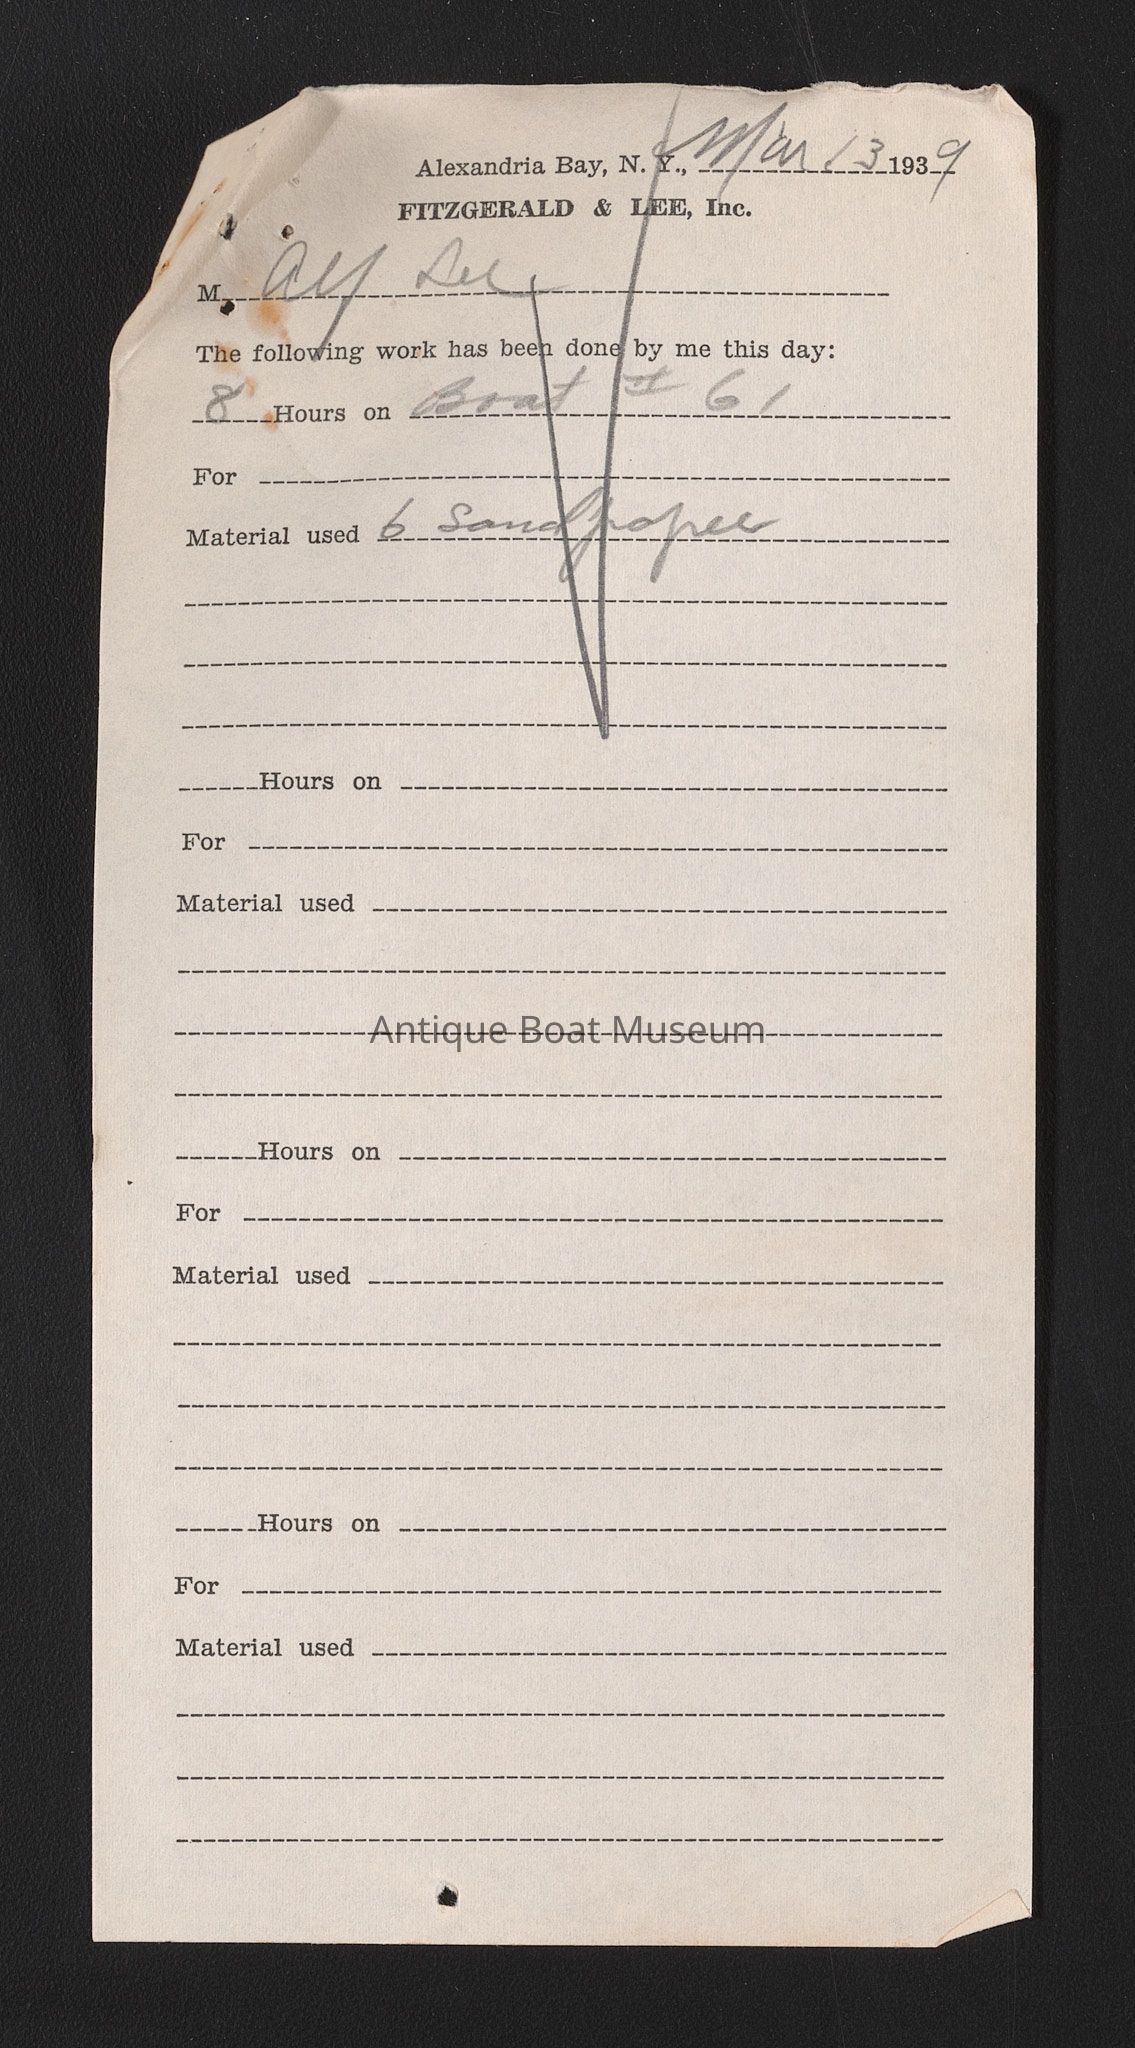 Alexandria Bay, N. Y., Mar 13 1939
FITZGERALD & LEE, Inc.
M Alf Lee
The following work has been done by me this day:
8 Hours on Boat # 61
For
Material used 6 Sandpaper
Hours on
For
Material used
Antique Boat Museum
Hours on
For
Material used
Hours on
For
Material used